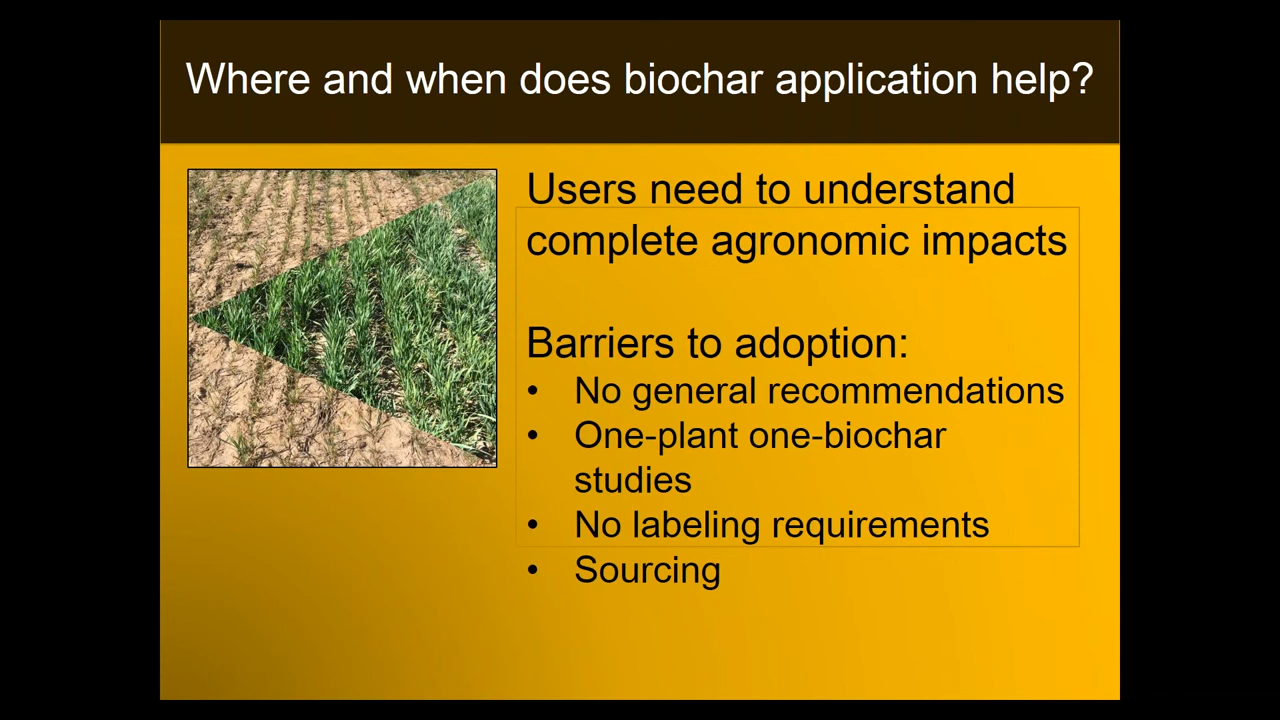 Where and when does biochar application help?
Users need to understand
complete agronomic impacts
Barriers to adoption:
• No general recommendations
• One-plant one-biochar
studies
• No labeling requirements
• Sourcing